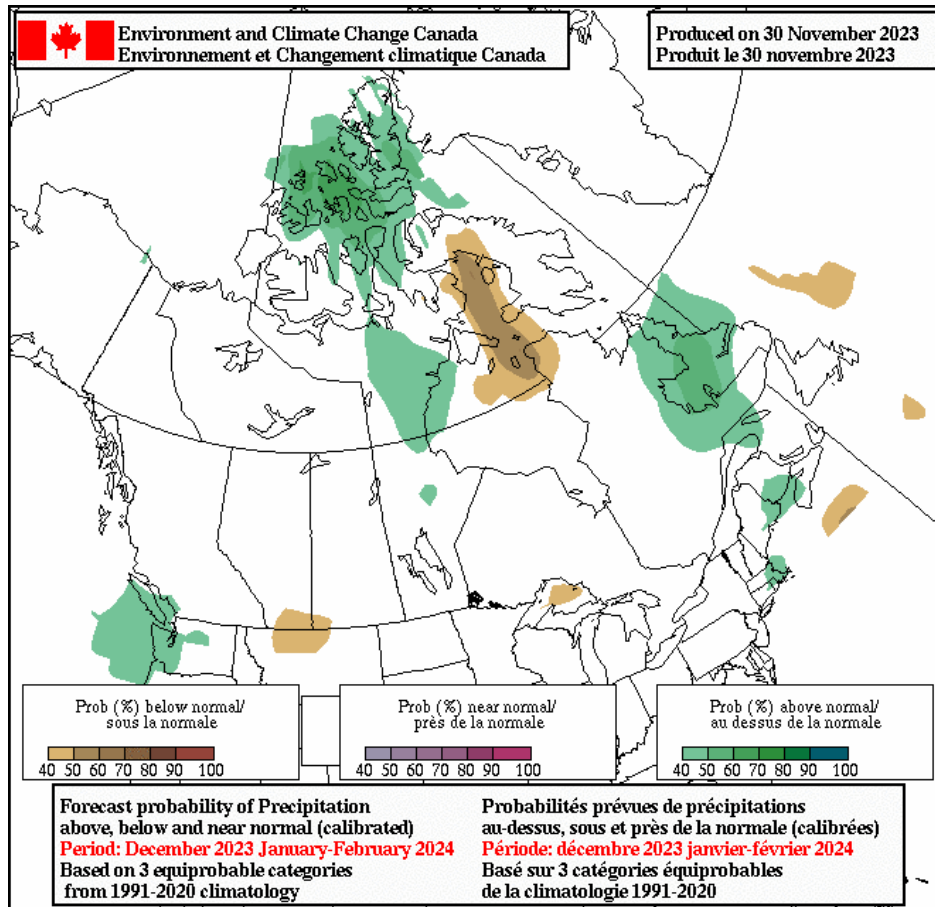 Environment and Climate Change Canada
Environnement et Changement climatique Canada
Produced on 30 November 2023
Produit le 30 novembre 2023
Prob (%) below normal/
sous la normale
40 50 60 70 80 90 100
Prob (%) near normal/
près de la normale
40 50 60 70 80 90 100
Prob (%) above normal/
au dessus de la normale
40 50 60 70 80 90 100
Forecast probability of Precipitation
above, below and near normal (calibrated)
Period: December 2023 January-February 2024
Based on 3 equiprobable categories
from 1991-2020 climatology
Probabilités prévues de précipitations
au-dessus, sous et près de la normale (calibrées)
Période: décembre 2023 janvier-février 2024
Basé sur 3 catégories équiprobables
de la climatologie 1991-2020